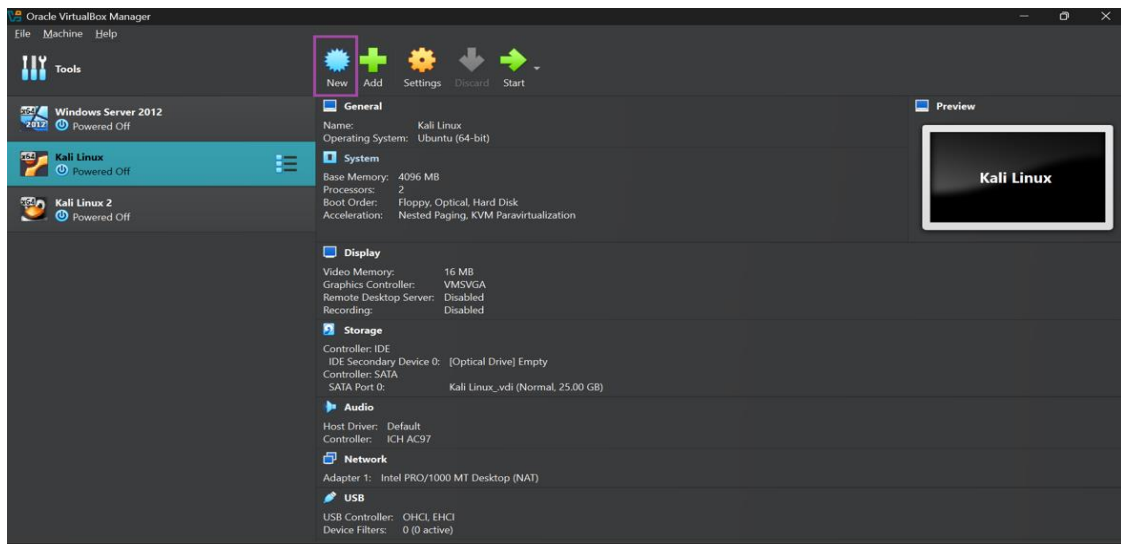 Oracle VirtualBox Manager
File Machine Help
Tools
New Add Settings Discard Start
Windows Server 2012
Powered Off
Kali Linux
Powered Off
Kali Linux 2
Powered Off
General
Name: Kali Linux
Operating System: Ubuntu (64-bit)
System
Base Memory: 4096 MB
Processors: 2
Boot Order: Floppy, Optical, Hard Disk
Acceleration: Nested Paging, KVM Paravirtualization
Display
Video Memory: 16 MB
Graphics Controller: VMSVGA
Remote Desktop Server: Disabled
Recording: Disabled
Storage
Controller: IDE
IDE Secondary Device 0: [Optical Drive] Empty
Controller: SATA
SATA Port 0: Kali Linux_.vdi (Normal, 25.00 GB)
Audio
Host Driver: Default
Controller: ICH AC97
Network
Adapter 1: Intel PRO/1000 MT Desktop (NAT)
USB
USB Controller: OHCI, EHCI
Device Filters: 0 (0 active)
Preview
Kali Linux